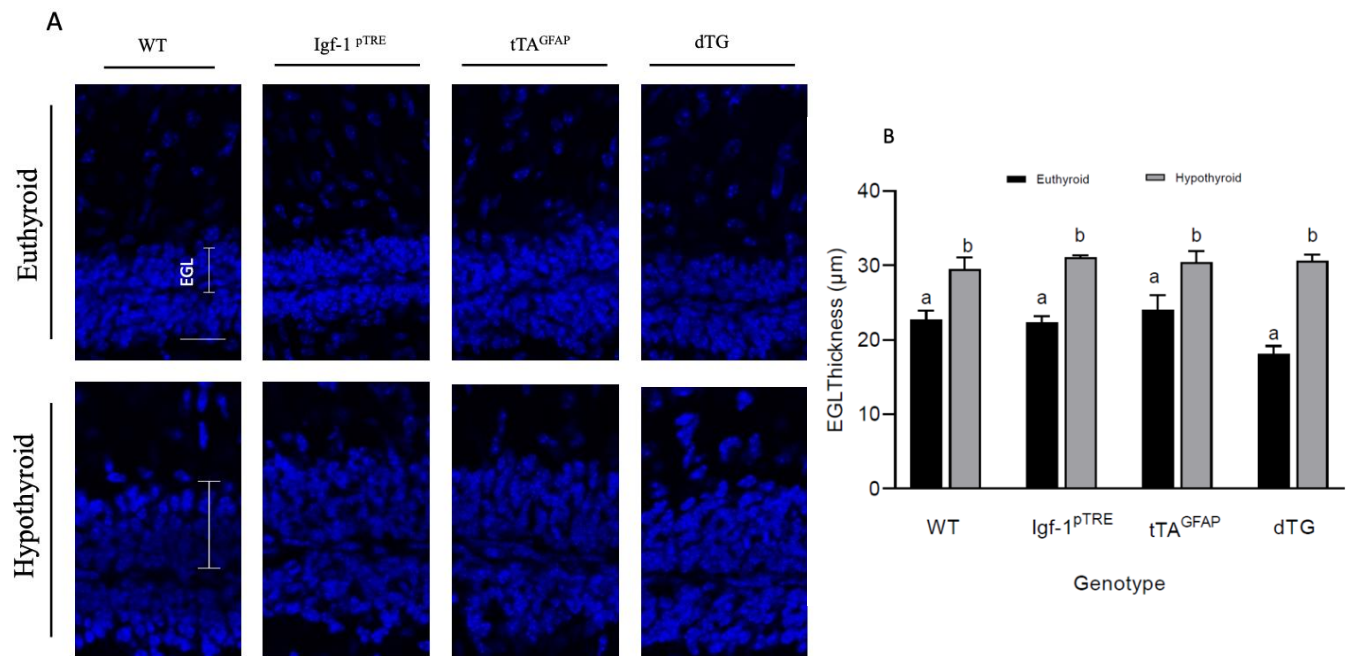 A
WT
Igf-1 pTRE
tTAGFAP
dTG
Euthyroid
EGL
Hypothyroid
B
Euthyroid
Hypothyroid
40
30
20
10
0
EGLThickness (μm)
a
b
a
b
a
b
a
b
WT
Igf-1pTRE
tTAGFAP
dTG
Genotype